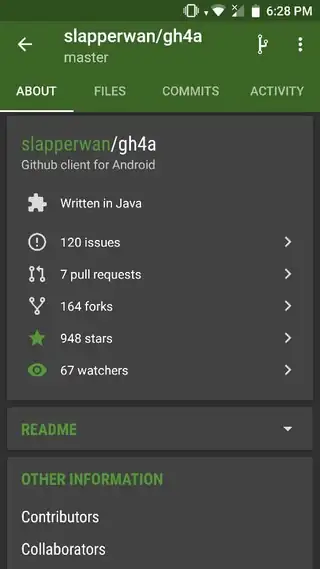 6:28 PM
slapperwan/gh4a
master
ABOUT FILES COMMITS ACTIVITY
slapperwan/gh4a
Github client for Android
Written in Java
120 issues
7 pull requests
164 forks
948 stars
67 watchers
README
OTHER INFORMATION
Contributors
Collaborators